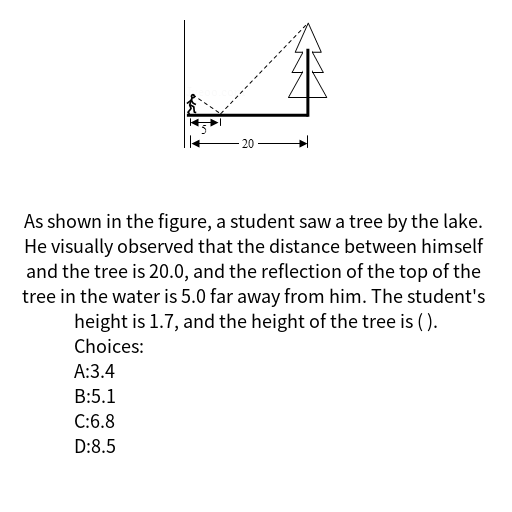 5
20
As shown in the figure, a student saw a tree by the lake.
He visually observed that the distance between himself
and the tree is 20.0, and the reflection of the top of the
tree in the water is 5.0 far away from him. The student's
height is 1.7, and the height of the tree is ( ).
Choices:
A:3.4
B:5.1
C:6.8
D:8.5